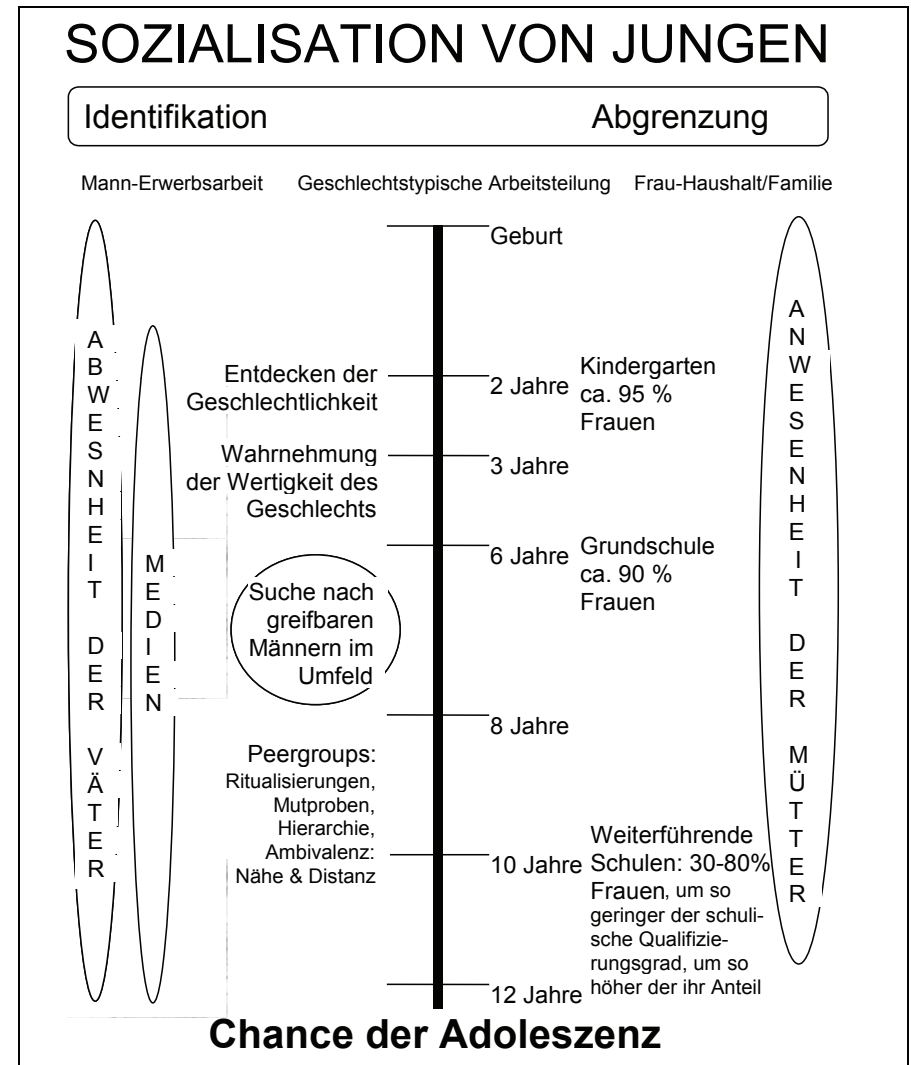 SOZIALISATION VON JUNGEN
Identifikation Abgrenzung
Mann-Erwerbsarbeit Geschlechtstypische Arbeitsteilung Frau-Haushalt/Familie
ABWESNHEIT DER VÄTER
MEDIEN
Geburt
Entdecken der
Geschlechtlichkeit
2 Jahre
Kindergarten
ca. 95 %
Frauen
Wahrnehmung
der Wertigkeit des
Geschlechts
3 Jahre
6 Jahre
Grundschule
ca. 90 %
Frauen
Suche nach
greifbaren
Männern im
Umfeld
8 Jahre
Peergroups:
Ritualisierungen,
Mutproben,
Hierarchie,
Ambivalenz:
Nähe & Distanz
10 Jahre
Weiterführende
Schulen: 30-80%
Frauen, um so
geringer der schuli-
sche Qualifizie-
rungsgrad, um so
höher der ihr Anteil
12 Jahre
ANWESENHEIT DER MÜTTER
Chance der Adoleszenz